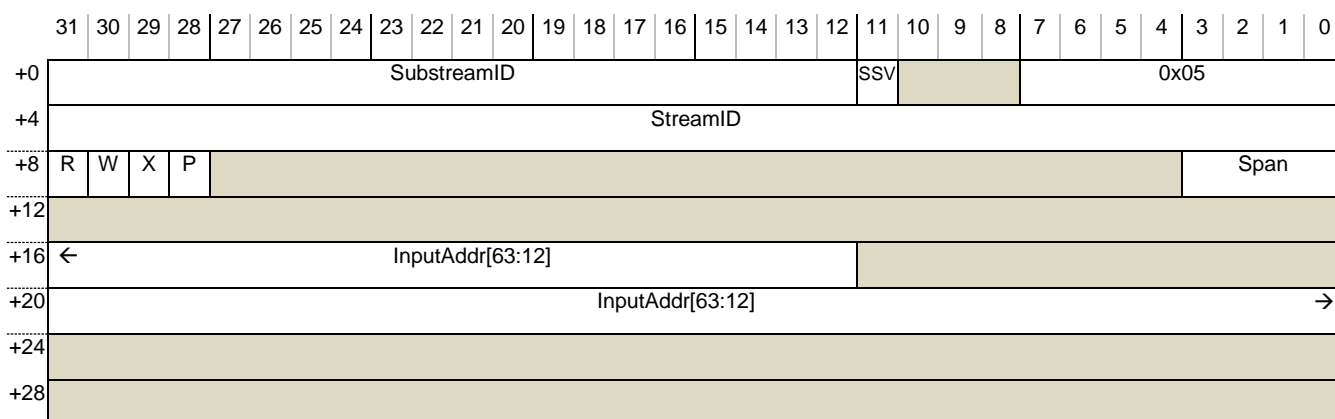 31 30 29 28 27 26 25 24 23 22 21 20 19 18 17 16 15 14 13 12 11 10 9 8 7 6 5 4 3 2 1 0
+0 SubstreamID SSV 0x05
+4 StreamID
+8 R W X P Span
+12
+16 ← InputAddr[63:12]
+20 InputAddr[63:12] →
+24
+28